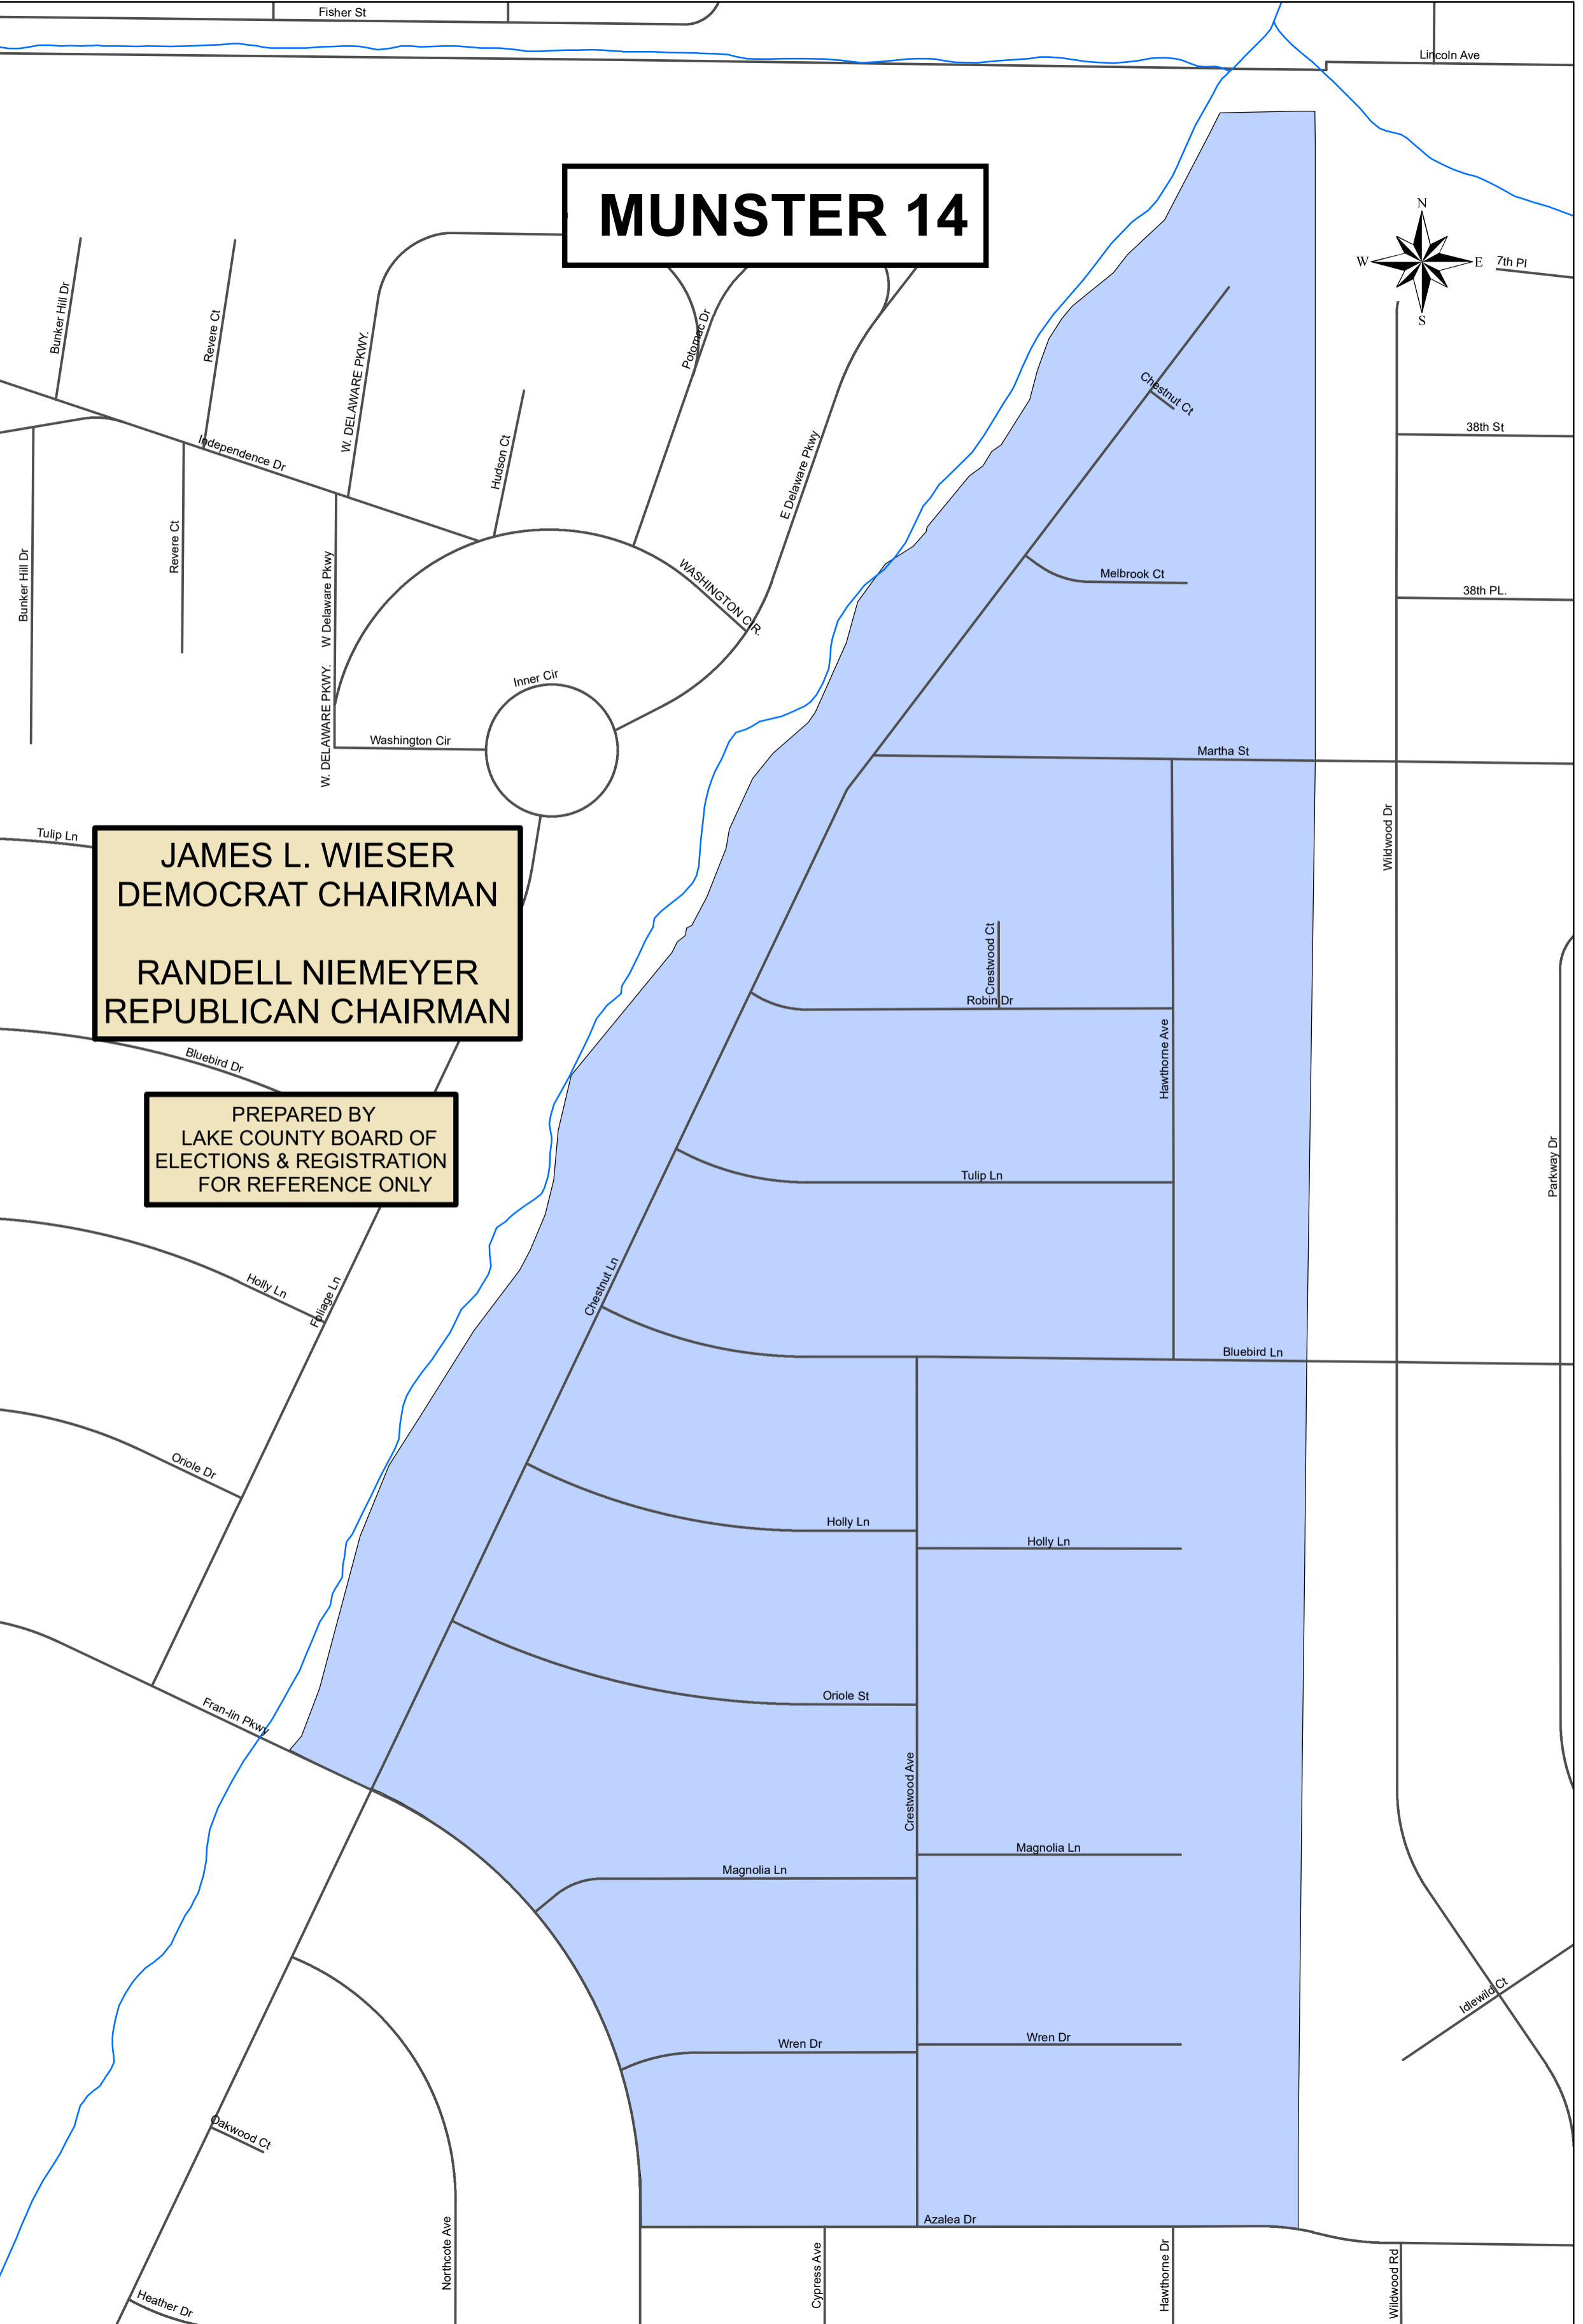 Fisher St
Lincoln Ave
MUNSTER 14
N
W
E
S
7th Pl
Bunker Hill Dr
Revere Ct
W. DELAWARE PKWY.
Potomac Dr
Chestnut Ct
38th St
Independence Dr
Hudson Ct
E Delaware Pkwy
Bunker Hill Dr
Revere Ct
W Delaware Pkwy
WASHINGTON CIR.
Melbrook Ct
38th PL.
Inner Cir
W. DELAWARE PKWY.
Washington Cir
Martha St
Wildwood Dr
Tulip Ln
JAMES L. WIESER
DEMOCRAT CHAIRMAN
RANDELL NIEMEYER
REPUBLICAN CHAIRMAN
Crestwood Ct
Robin Dr
Hawthorne Ave
Bluebird Dr
PREPARED BY
LAKE COUNTY BOARD OF
ELECTIONS & REGISTRATION
FOR REFERENCE ONLY
Parkway Dr
Tulip Ln
Holly Ln
Foliage Ln
Chestnut Ln
Bluebird Ln
Oriole Dr
Holly Ln
Holly Ln
Fran-lin Pkwy
Oriole St
Crestwood Ave
Magnolia Ln
Magnolia Ln
Idlewild Ct
Wren Dr
Wren Dr
Oakwood Ct
Azalea Dr
Northcote Ave
Cypress Ave
Hawthorne Dr
Wildwood Rd
Heather Dr